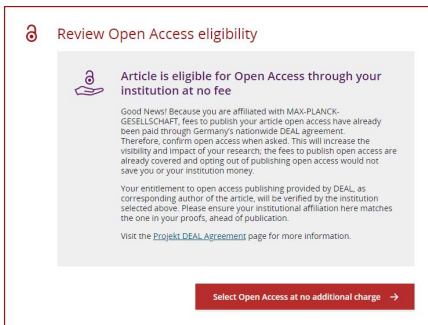 Review Open Access eligibility
Article is eligible for Open Access through your
institution at no fee
Good News! Because you are affiliated with MAX-PLANCK-
GESELLSCHAFT, fees to publish your article open access have already
been paid through Germany's nationwide DEAL agreement.
Therefore, confirm open access when asked. This will increase the
visibility and impact of your research; the fees to publish open access are
already covered and opting out of publishing open access would not
save you or your institution money.
Your entitlement to open access publishing provided by DEAL, as
corresponding author of the article, will be verified by the institution
selected above. Please ensure your institutional affiliation here matches
the one in your proofs, ahead of publication.
Visit the Projekt DEAL Agreement page for more information.
Select Open Access at no additional charge →